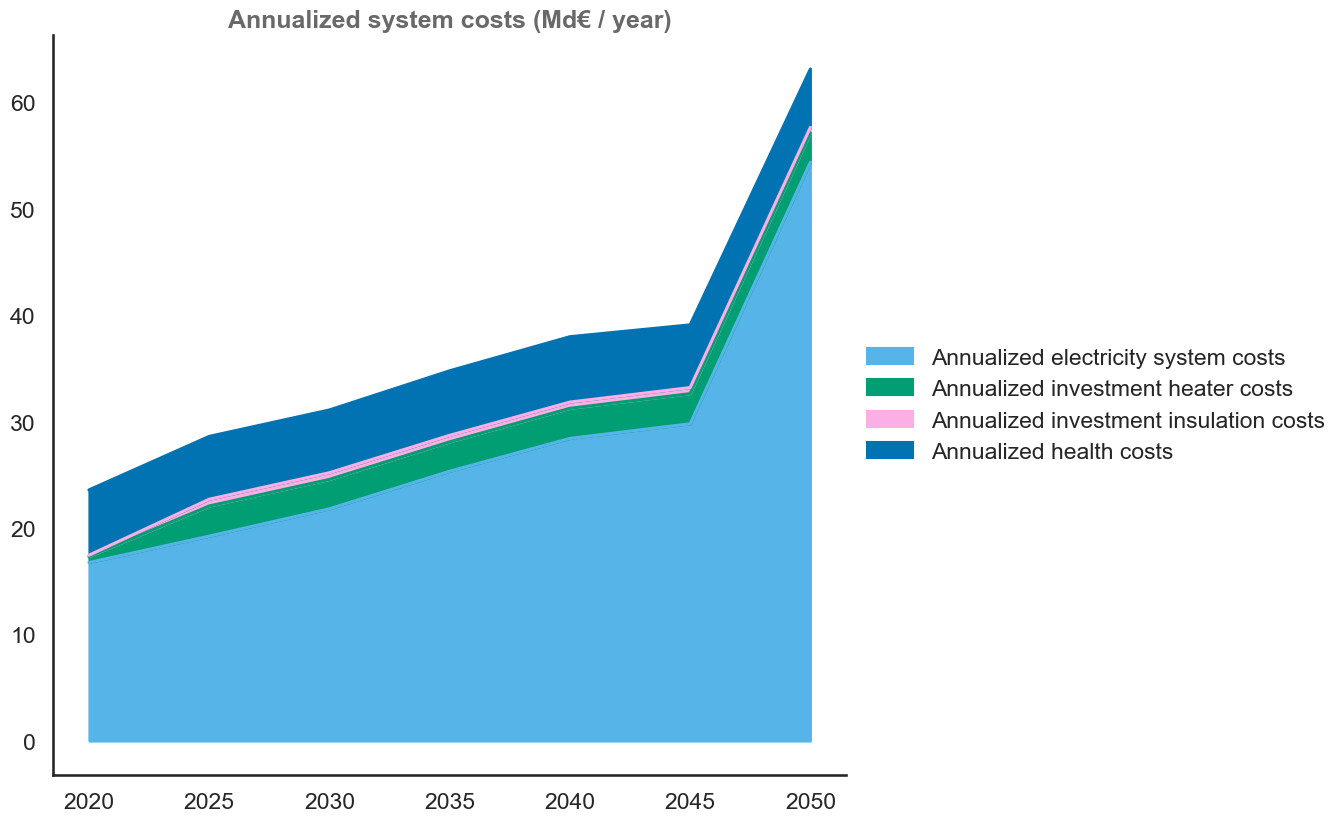 Annualized system costs (Md€ / year)
60
50
40
30
20
10
0
2020 2025 2030 2035 2040 2045 2050
Annualized electricity system costs
Annualized investment heater costs
Annualized investment insulation costs
Annualized health costs